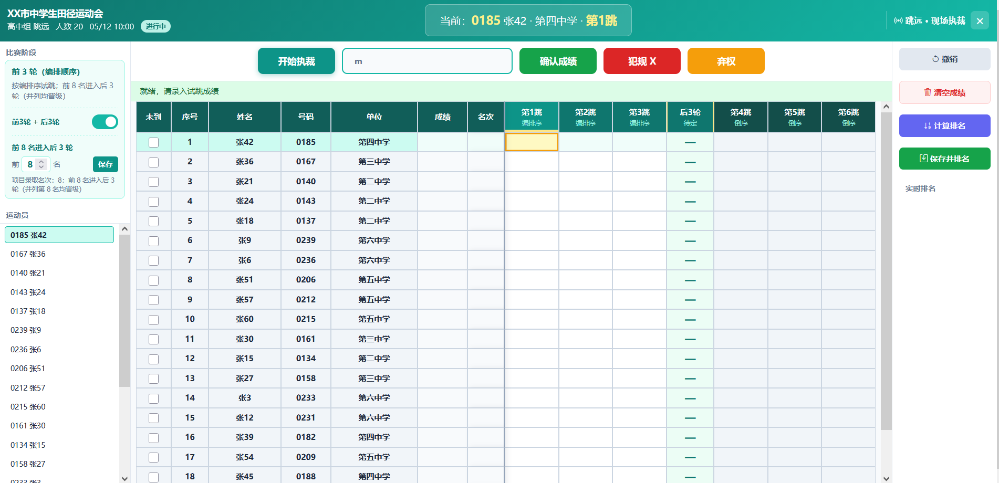 XX市中学生田径运动会
高中组 跳远 人数 20 05/12 10:00 进行中
当前：0185 张42 · 第四中学 · 第1跳
跳远 • 现场执裁
比赛阶段
前 3 轮（编排顺序）
按编排序试跳；前 8 名进入后 3
轮（并列均晋级）
前3轮 + 后3轮
前 8 名进入后 3 轮
前 8 名 保存
项目录取名次：8；前 8 名进入后 3
轮（并列第 8 名均晋级）
运动员
0185 张42
0167 张36
0140 张21
0143 张24
0137 张18
0239 张9
0236 张6
0206 张51
0212 张57
0215 张60
0161 张30
0134 张15
0158 张27
0233 张3
开始执裁 m 确认成绩 犯规 X 弃权
就绪，请录入试跳成绩
未到 序号 姓名 号码 单位 成绩 名次 第1跳 第2跳 第3跳 后3轮 第4跳 第5跳 第6跳
编排序 编排序 编排序 待定 倒序 倒序 倒序
1 张42 0185 第四中学 —
2 张36 0167 第三中学 —
3 张21 0140 第二中学 —
4 张24 0143 第二中学 —
5 张18 0137 第二中学 —
6 张9 0239 第六中学 —
7 张6 0236 第六中学 —
8 张51 0206 第五中学 —
9 张57 0212 第五中学 —
10 张60 0215 第五中学 —
11 张30 0161 第三中学 —
12 张15 0134 第二中学 —
13 张27 0158 第三中学 —
14 张3 0233 第六中学 —
15 张12 0231 第六中学 —
16 张39 0182 第四中学 —
17 张54 0209 第五中学 —
18 张45 0188 第四中学 —
撤销
清空成绩
计算排名
保存并排名
实时排名